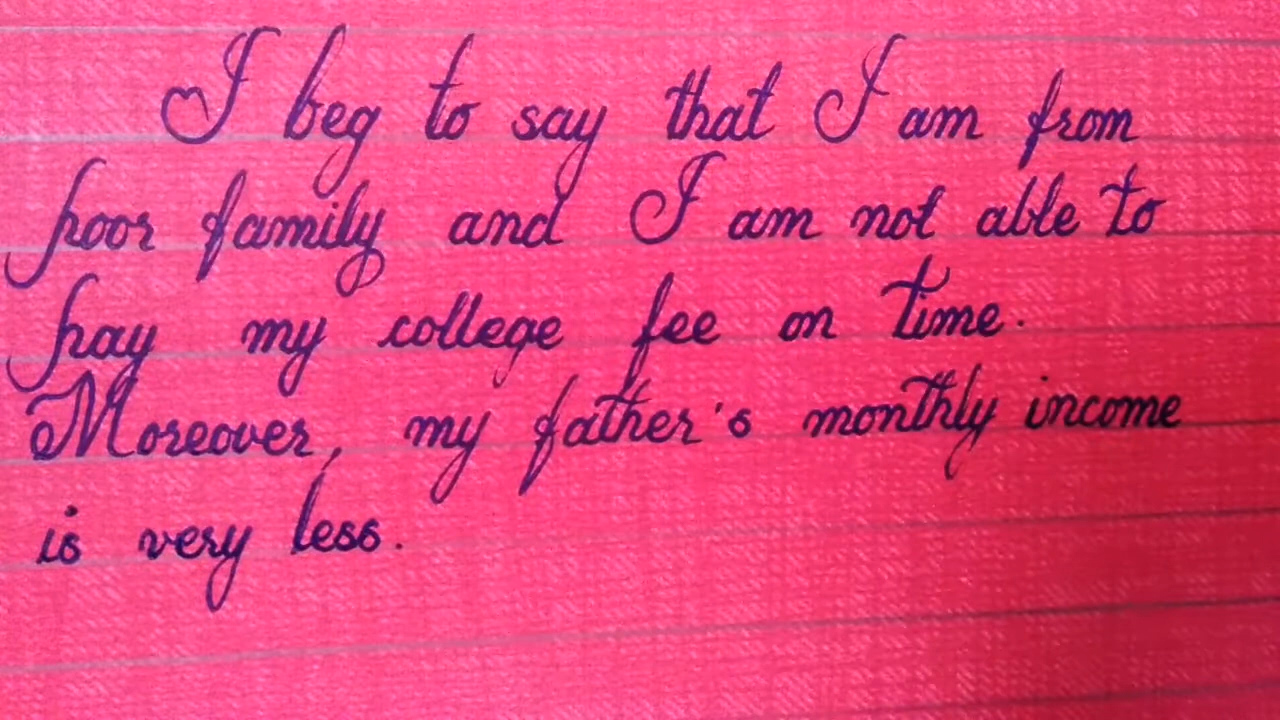 I beg to say that I am from
poor family and I am not able to
pay my college fee on time.
Moreover, my father's monthly income
is very less.